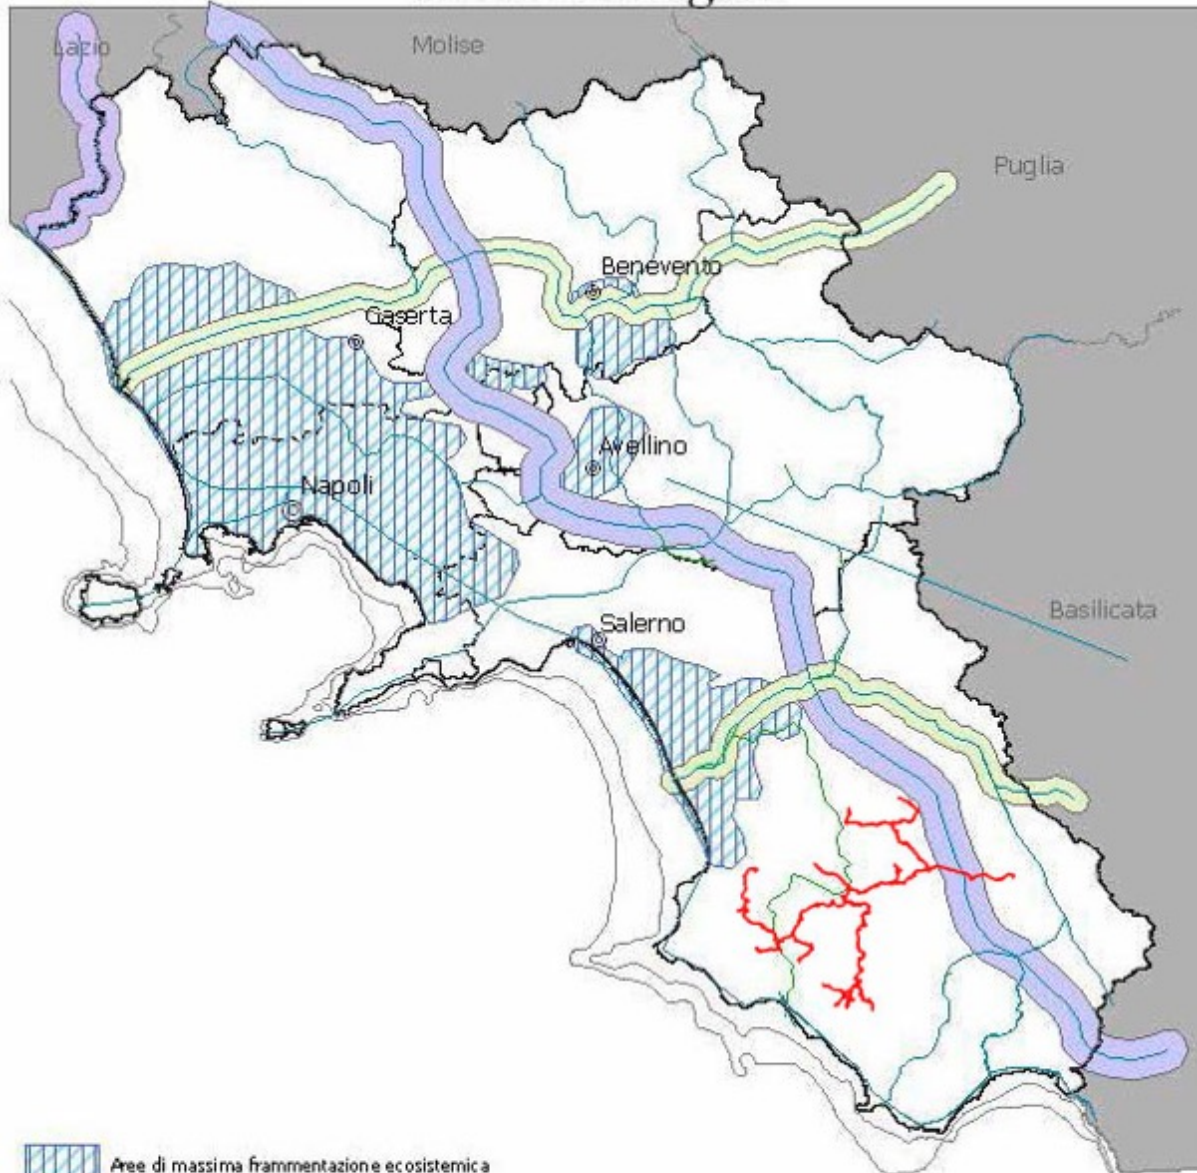 Lazio
Molise
Puglia
Benevento
Caserta
Avellino
Napoli
Basilicata
Salerno
Aree di massima frammentazione ecosistemica